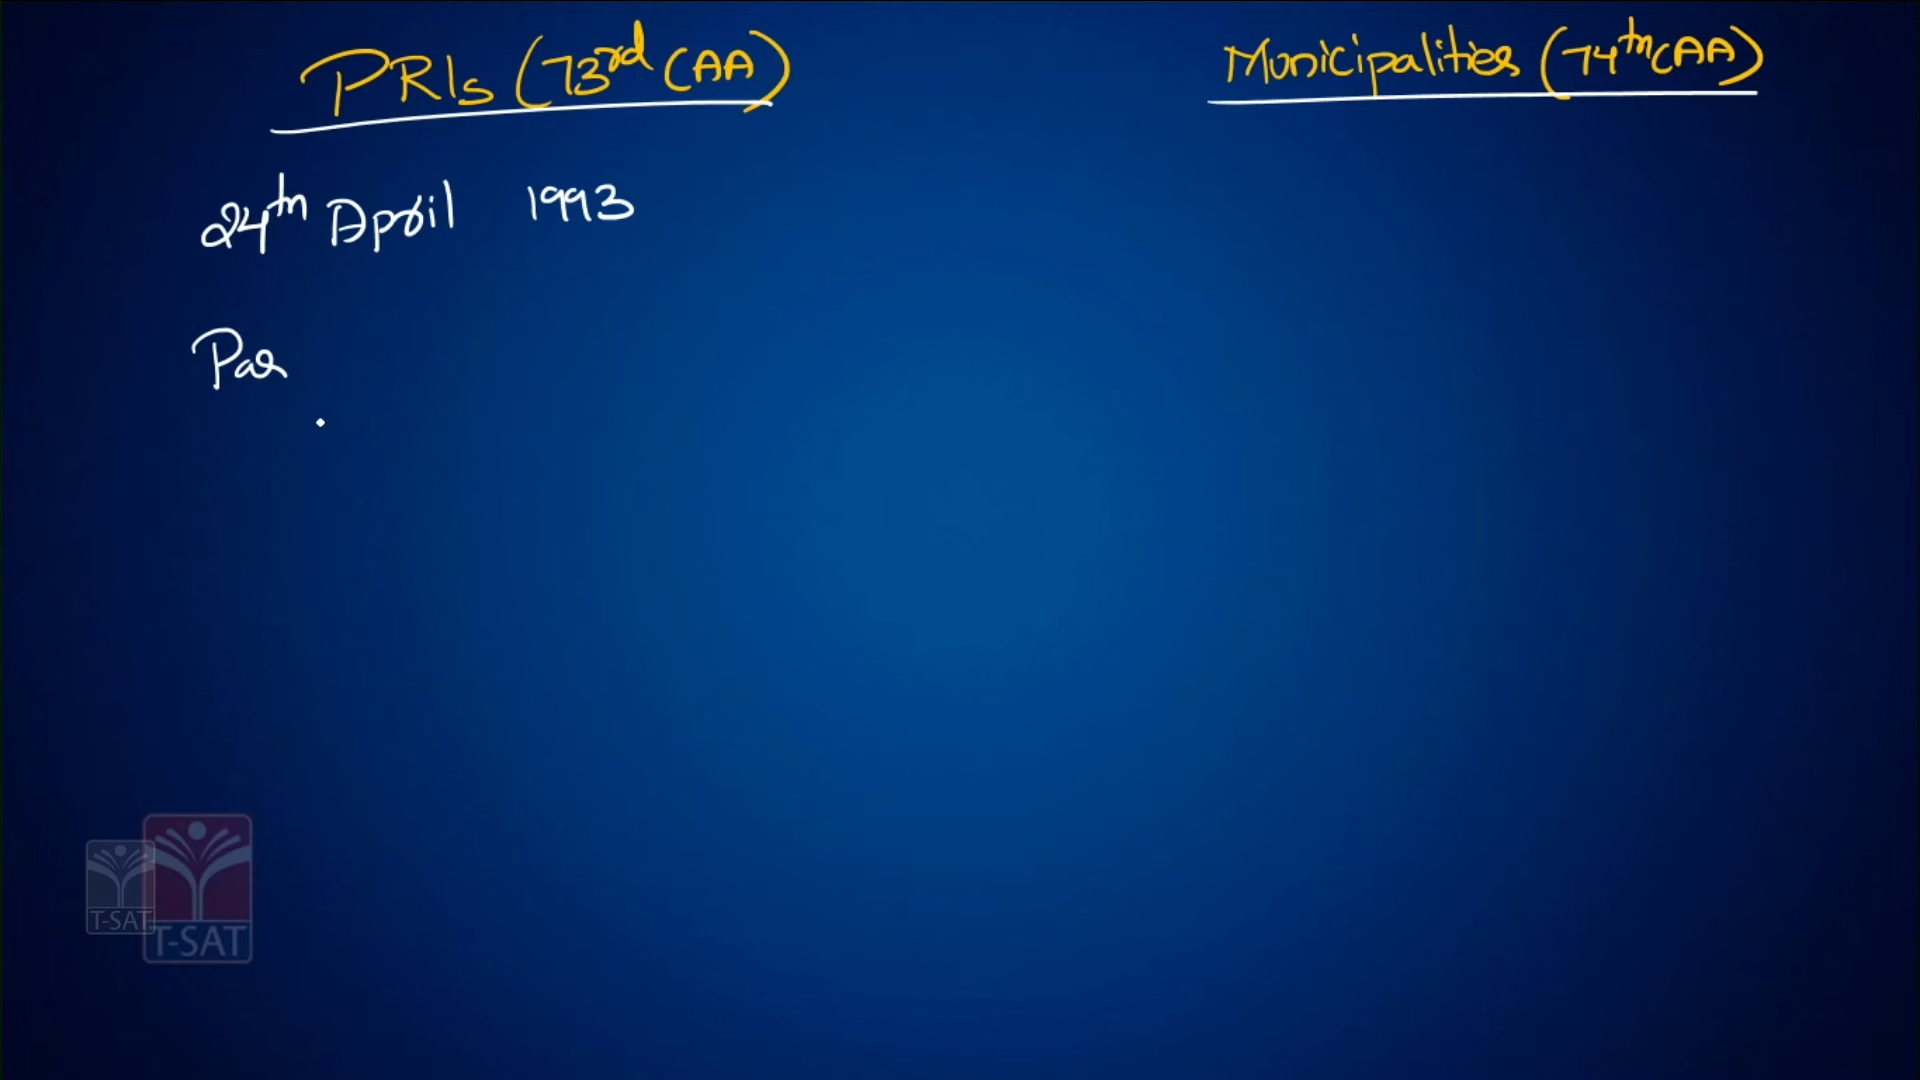 PRIs (73rd CAA)
Municipalities (74th CAA)
24th April 1993
Par
T-SAT
T-SAT